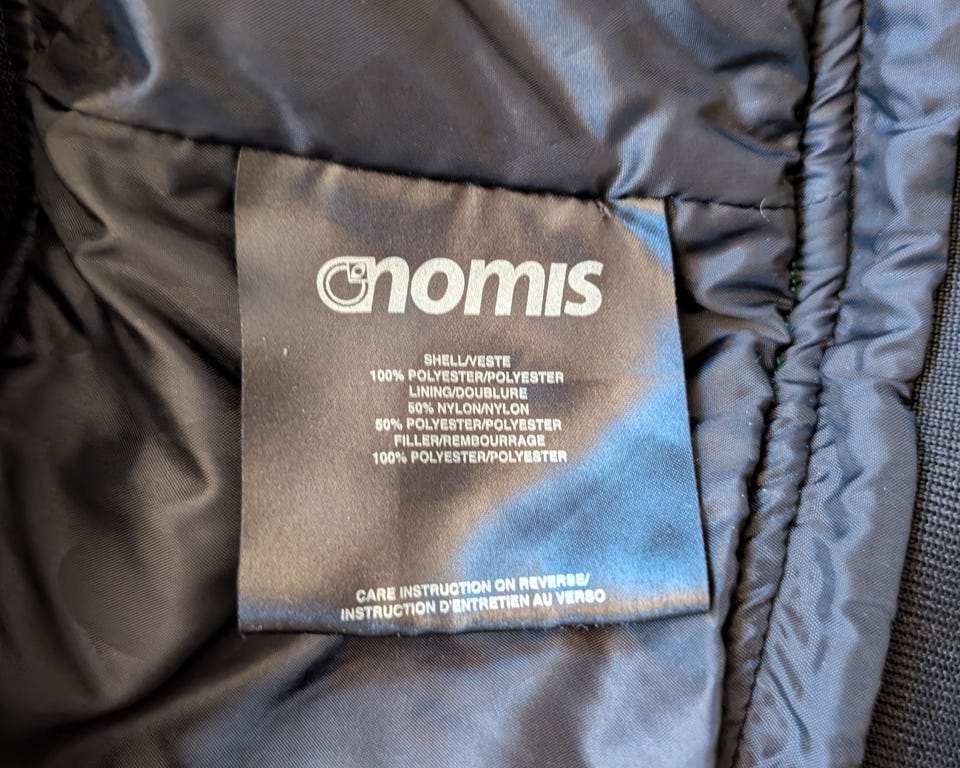 nomis
SHELL/VESTE
100% POLYESTER/POLYESTER
LINING/DOUBLURE
50% NYLON/NYLON
50% POLYESTER/POLYESTER
FILLER/REMBOURRAGE
100% POLYESTER/POLYESTER
CARE INSTRUCTION ON REVERSE/
INSTRUCTION D'ENTRETIEN AU VERSO